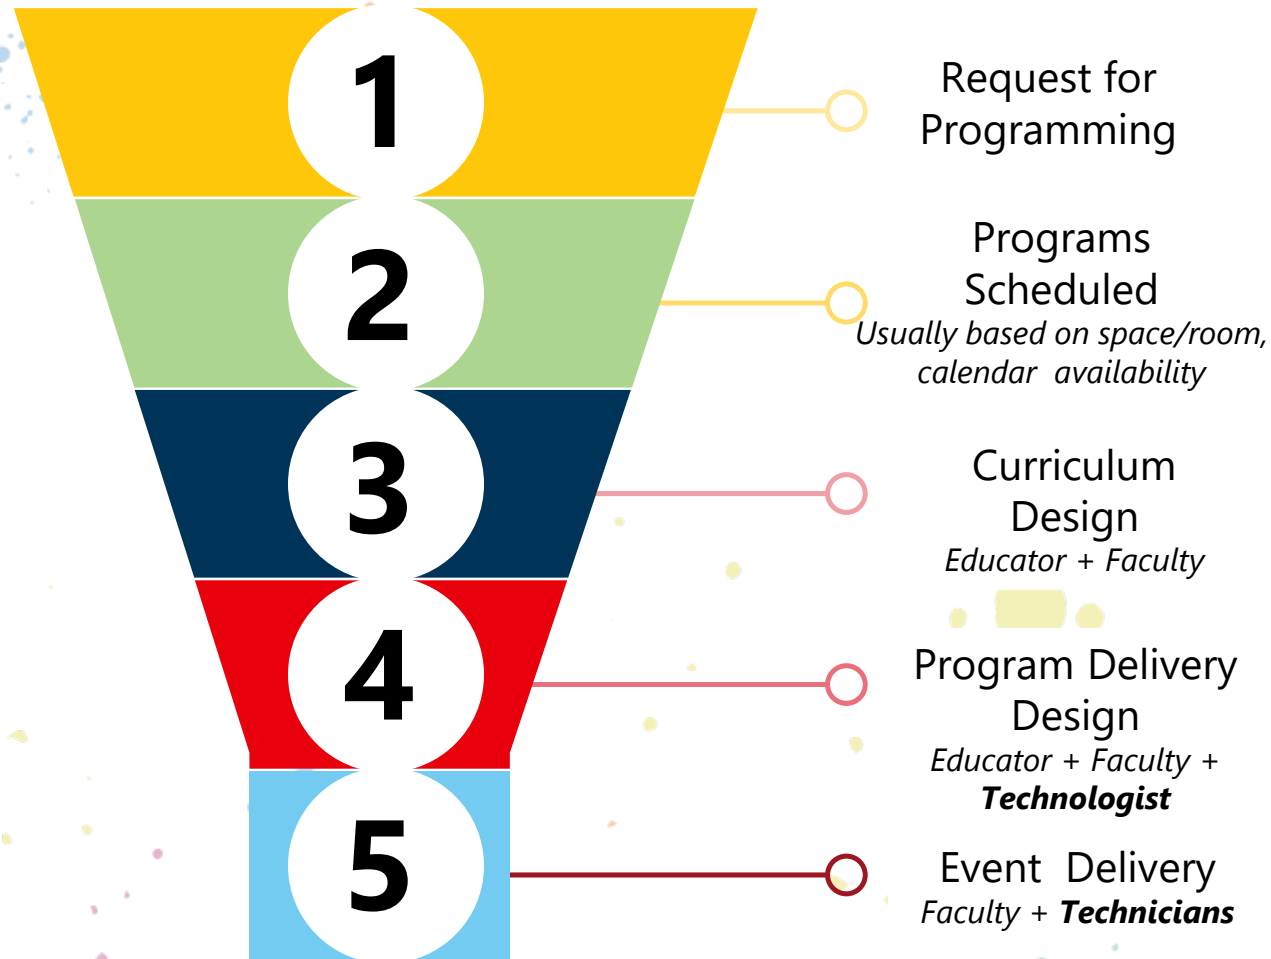 1
Request for
Programming
2
Programs
Scheduled
Usually based on space/room,
calendar  availability
3
Curriculum
Design
Educator + Faculty
4
Program Delivery
Design
Educator + Faculty +
Technologist
5
Event  Delivery
Faculty + Technicians